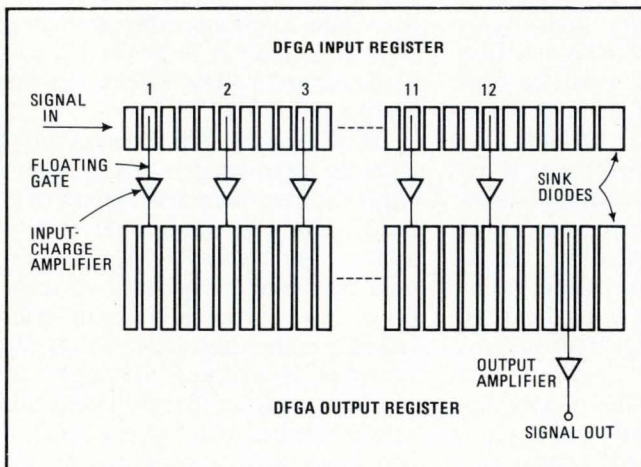 DFGA INPUT REGISTER
1 2 3 11 12
SIGNAL
IN
FLOATING
GATE
SINK
DIODES
INPUT-
CHARGE
AMPLIFIER
OUTPUT
AMPLIFIER
DFGA OUTPUT REGISTER
SIGNAL OUT